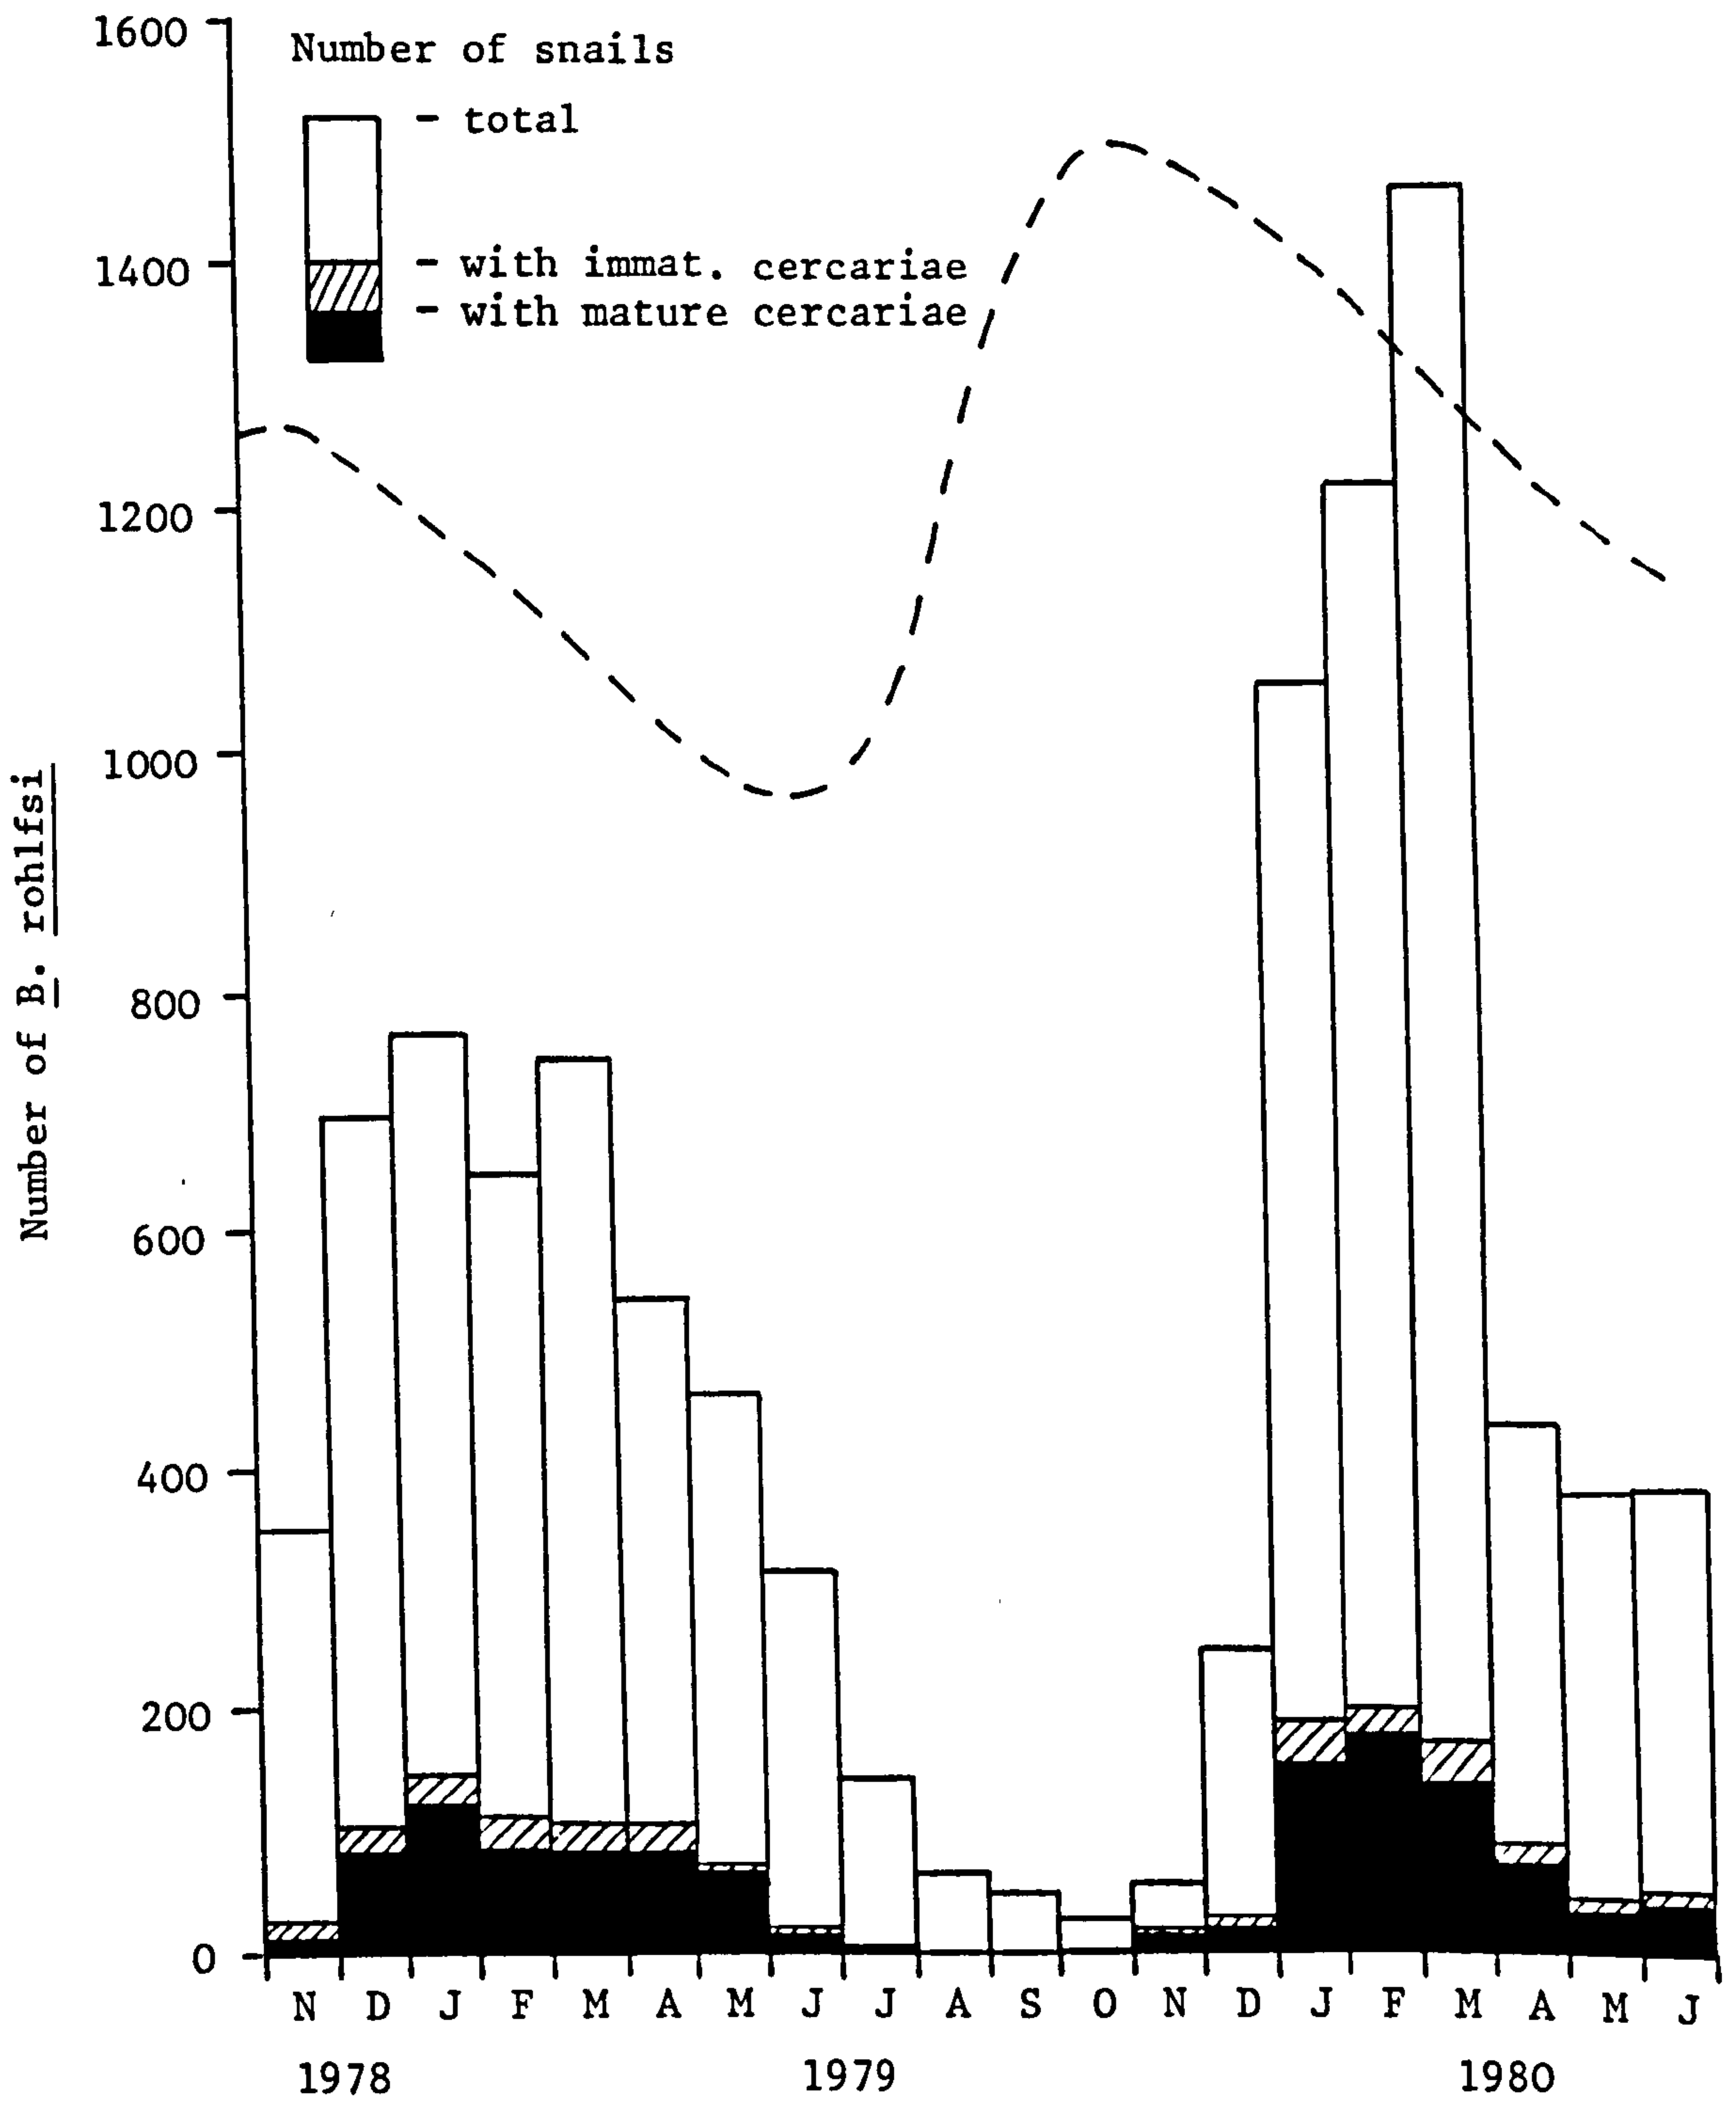 Number of snails
- total
- with immat. cercariae
- with mature cercariae
1600
1400
1200
1000
800
600
400
200
0
Number of B. rohlfsi
N D J F M A M J J A S O N D J F M A M J
1978 1979 1980